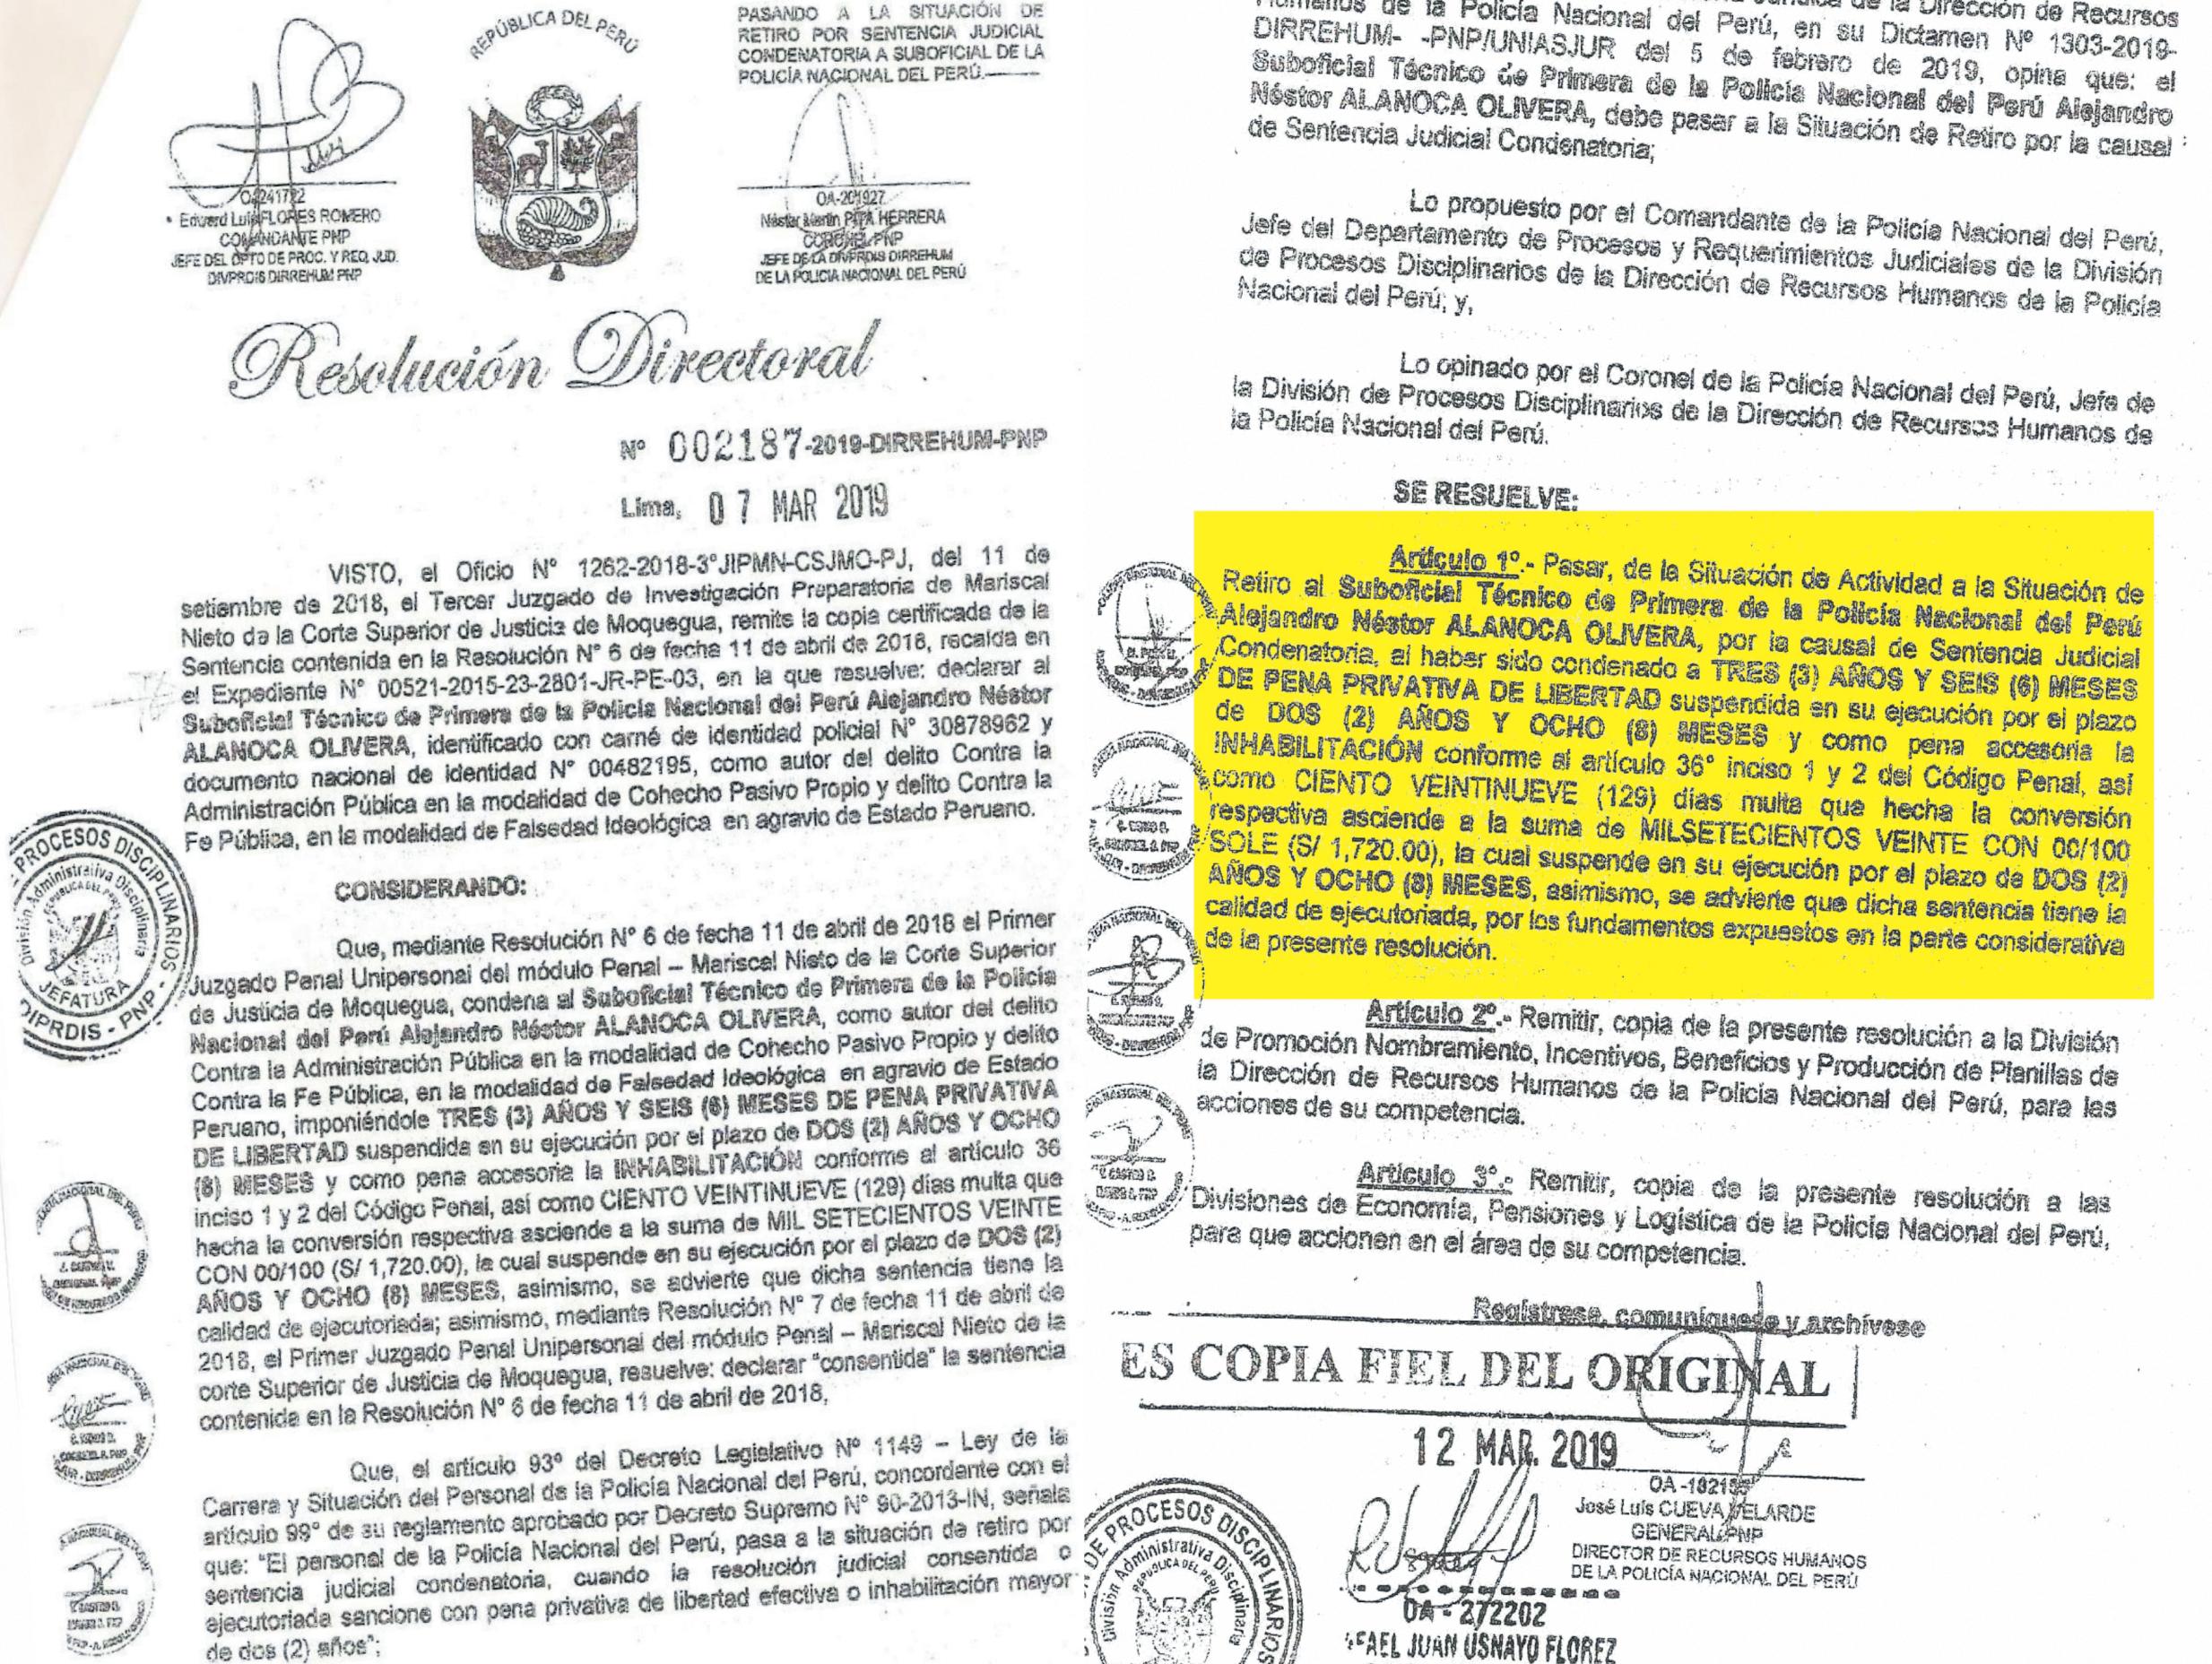 REPÚBLICA DEL PERÚ
PASANDO A LA SITUACIÓN DE
RETIRO POR SENTENCIA JUDICIAL
CONDENATORIA A SUBOFICIAL DE LA
POLICÍA NACIONAL DEL PERÚ.
OA241722
Edward Luis FLORES ROMERO
COMANDANTE PNP
JEFE DEL DPTO DE PROC. Y REQ. JUD.
DIVPRDIS DIRREHUM PNP
OA-201927
Néstor Martín PITA HERRERA
CORONEL PNP
JEFE DE LA DIVPRDIS DIRREHUM
DE LA POLICIA NACIONAL DEL PERÚ
Resolución Directoral
Nº 002187-2019-DIRREHUM-PNP
Lima, 07 MAR 2019
VISTO, el Oficio N° 1262-2018-3°JIPMN-CSJMO-PJ, del 11 de
setiembre de 2018, el Tercer Juzgado de Investigación Preparatoria de Mariscal
Nieto de la Corte Superior de Justicia de Moquegua, remite la copia certificada de la
Sentencia contenida en la Resolución N° 6 de fecha 11 de abril de 2018, recaída en
el Expediente N° 00521-2015-23-2801-JR-PE-03, en la que resuelve: declarar al
Suboficial Técnico de Primera de la Policía Nacional del Perú Alejandro Néstor
ALANOCA OLIVERA, identificado con carné de identidad policial N° 30878962 y
documento nacional de identidad N° 00482195, como autor del delito Contra la
Administración Pública en la modalidad de Cohecho Pasivo Propio y delito Contra la
Fe Pública, en la modalidad de Falsedad Ideológica en agravio de Estado Peruano.
CONSIDERANDO:
Que, mediante Resolución N° 6 de fecha 11 de abril de 2018 el Primer
Juzgado Penal Unipersonal del módulo Penal – Mariscal Nieto de la Corte Superior
de Justicia de Moquegua, condena al Suboficial Técnico de Primera de la Policía
Nacional del Perú Alejandro Néstor ALANOCA OLIVERA, como autor del delito
Contra la Administración Pública en la modalidad de Cohecho Pasivo Propio y delito
Contra la Fe Pública, en la modalidad de Falsedad Ideológica en agravio de Estado
Peruano, imponiéndole TRES (3) AÑOS Y SEIS (6) MESES DE PENA PRIVATIVA
DE LIBERTAD suspendida en su ejecución por el plazo de DOS (2) AÑOS Y OCHO
(8) MESES y como pena accesoria la INHABILITACIÓN conforme al artículo 36
inciso 1 y 2 del Código Penal, así como CIENTO VEINTINUEVE (129) días multa que
hecha la conversión respectiva asciende a la suma de MIL SETECIENTOS VEINTE
CON 00/100 (S/ 1,720.00), la cual suspende en su ejecución por el plazo de DOS (2)
AÑOS Y OCHO (8) MESES, asimismo, se advierte que dicha sentencia tiene la
calidad de ejecutoriada; asimismo, mediante Resolución N° 7 de fecha 11 de abril de
2018, el Primer Juzgado Penal Unipersonal del módulo Penal – Mariscal Nieto de la
corte Superior de Justicia de Moquegua, resuelve: declarar "consentida" la sentencia
contenida en la Resolución N° 6 de fecha 11 de abril de 2018,
Que, el artículo 93º del Decreto Legislativo Nº 1149 – Ley de la
Carrera y Situación del Personal de la Policía Nacional del Perú, concordante con el
artículo 99° de su reglamento aprobado por Decreto Supremo N° 90-2013-IN, señala
que: "El personal de la Policía Nacional del Perú, pasa a la situación de retiro por
sentencia judicial condenatoria, cuando la resolución judicial consentida o
ejecutoriada sancione con pena privativa de libertad efectiva o inhabilitación mayor
de dos (2) años";
PROCESOS DISCIPLINARIOS
División Administrativa Disciplinaria
JEFATURA
DIPRDIS - PNP -
Humanos de la Policía Nacional del Perú, en su Dictamen Nº 1303-2019-
DIRREHUM- -PNP/UNIASJUR del 5 de febrero de 2019, opina que: el
Suboficial Técnico de Primera de la Policía Nacional del Perú Alejandro
Néstor ALANOCA OLIVERA, debe pasar a la Situación de Retiro por la causal
de Sentencia Judicial Condenatoria;
Lo propuesto por el Comandante de la Policía Nacional del Perú,
Jefe del Departamento de Procesos y Requerimientos Judiciales de la División
de Procesos Disciplinarios de la Dirección de Recursos Humanos de la Policía
Nacional del Perú; y,
Lo opinado por el Coronel de la Policía Nacional del Perú, Jefe de
la División de Procesos Disciplinarios de la Dirección de Recursos Humanos de
la Policía Nacional del Perú.
SE RESUELVE:
Artículo 1º.- Pasar, de la Situación de Actividad a la Situación de
Retiro al Suboficial Técnico de Primera de la Policía Nacional del Perú
Alejandro Néstor ALANOCA OLIVERA, por la causal de Sentencia Judicial
Condenatoria, al haber sido condenado a TRES (3) AÑOS Y SEIS (6) MESES
DE PENA PRIVATIVA DE LIBERTAD suspendida en su ejecución por el plazo
de DOS (2) AÑOS Y OCHO (8) MESES y como pena accesoria la
INHABILITACIÓN conforme al artículo 36° inciso 1 y 2 del Código Penal, así
como CIENTO VEINTINUEVE (129) días multa que hecha la conversión
respectiva asciende a la suma de MILSETECIENTOS VEINTE CON 00/100
SOLE (S/ 1,720.00), la cual suspende en su ejecución por el plazo de DOS (2)
AÑOS Y OCHO (8) MESES, asimismo, se advierte que dicha sentencia tiene la
calidad de ejecutoriada, por los fundamentos expuestos en la parte considerativa
de la presente resolución.
Artículo 2º.- Remitir, copia de la presente resolución a la División
de Promoción Nombramiento, Incentivos, Beneficios y Producción de Planillas de
la Dirección de Recursos Humanos de la Policía Nacional del Perú, para las
acciones de su competencia.
Artículo 3º.- Remitir, copia de la presente resolución a las
Divisiones de Economía, Pensiones y Logística de la Policía Nacional del Perú,
para que accionen en el área de su competencia.
Regístrese, comuníquese y archívese
ES COPIA FIEL DEL ORIGINAL
12 MAR. 2019
José Luis CUEVA VELARDE
GENERAL PNP
DIRECTOR DE RECURSOS HUMANOS
DE LA POLICÍA NACIONAL DEL PERÚ
OA - 272202
JUAN USNAYO FLOREZ
DE PROCESOS DISCIPLINARIOS
División Administrativa Disciplinaria
REPUBLICA DEL PERU